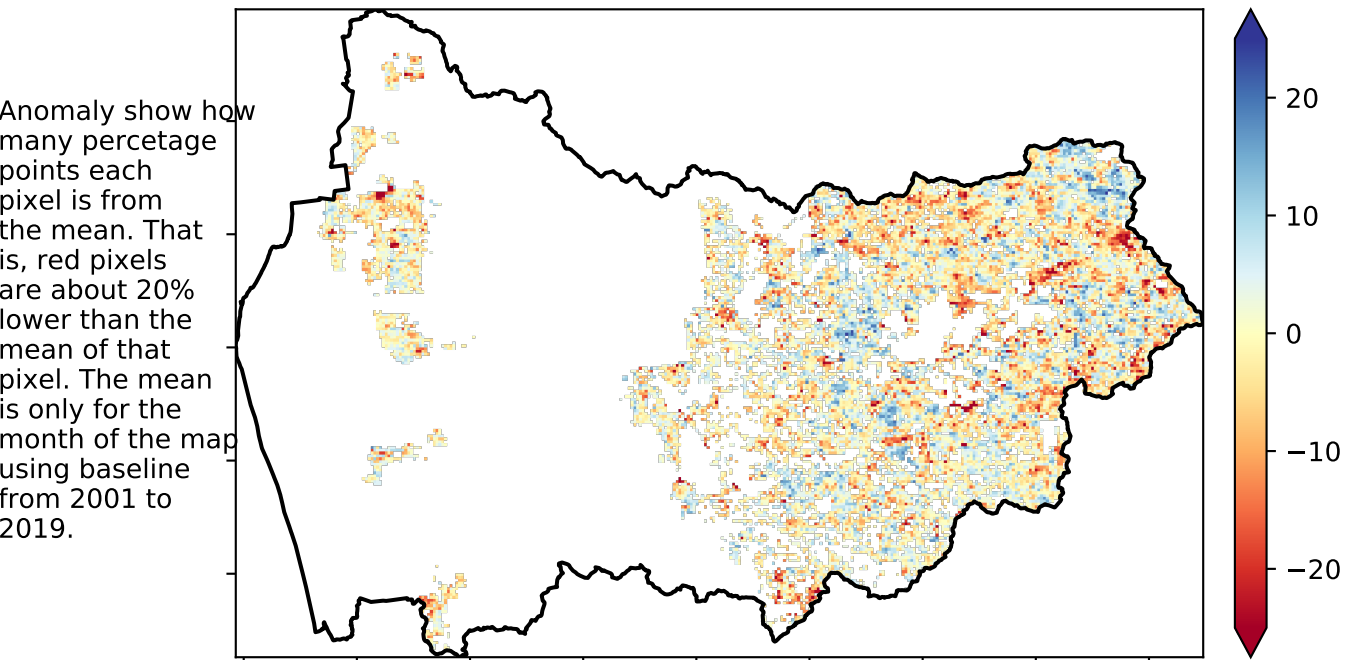 Anomaly show how
many percetage
points each
pixel is from
the mean. That
is, red pixels
are about 20%
lower than the
mean of that
pixel. The mean
is only for the
month of the map
using baseline
from 2001 to
2019.
20
10
0
−10
−20